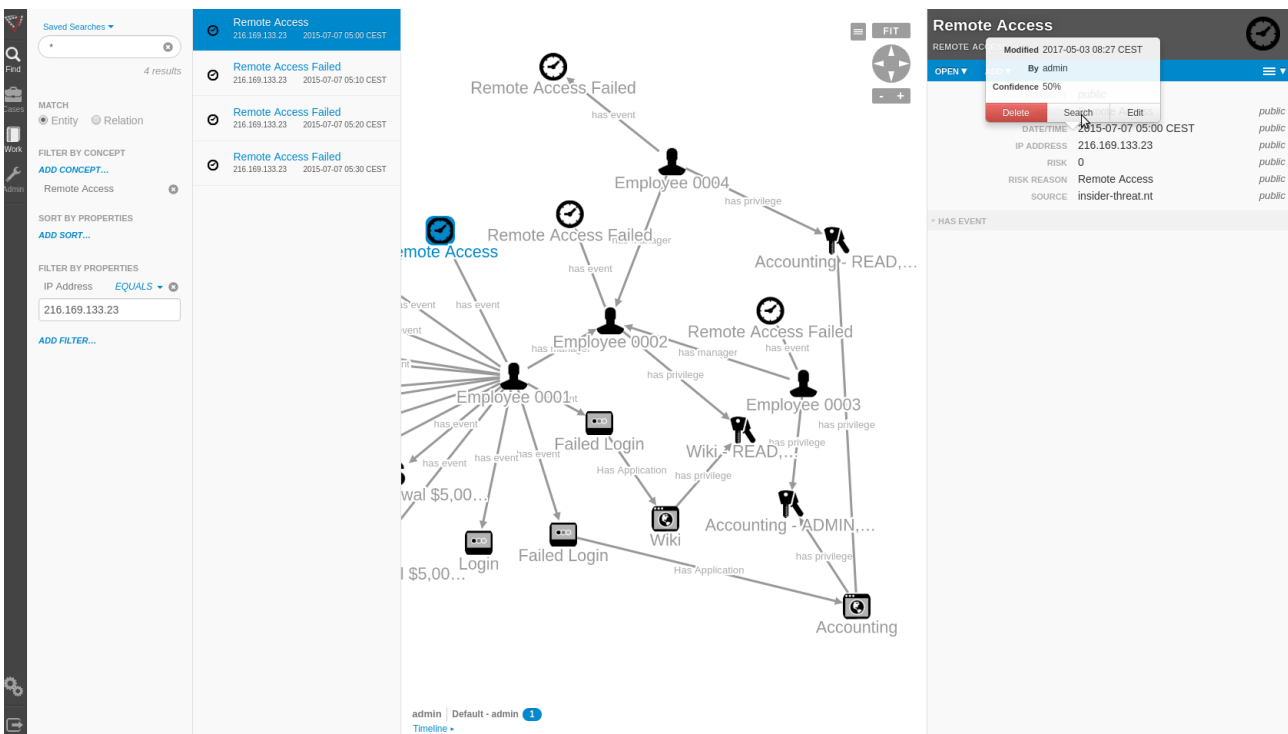 Find
Cases
Work
Admin
Saved Searches
*
4 results
MATCH
Entity
Relation
FILTER BY CONCEPT
ADD CONCEPT...
Remote Access
SORT BY PROPERTIES
ADD SORT...
FILTER BY PROPERTIES
IP Address EQUALS
216.169.133.23
ADD FILTER...
Remote Access
216.169.133.23 2015-07-07 05:00 CEST
Remote Access Failed
216.169.133.23 2015-07-07 05:10 CEST
Remote Access Failed
216.169.133.23 2015-07-07 05:20 CEST
Remote Access Failed
216.169.133.23 2015-07-07 05:30 CEST
FIT
- +
Remote Access Failed
has event
Employee 0004
has privilege
Remote Access Failed
emote Access
Accounting - READ,...
has event
has event
has event
Remote Access Failed
Employee 0002
has manager
has event
has privilege
Employee 0001
Employee 0003
has event
Failed Login
Wiki - READ,...
has privilege
has privilege
has event
has event
has event
Has Application
has privilege
wal $5,00...
Accounting - ADMIN,...
Wiki
Login
Failed Login
has privilege
l $5,00...
Has Application
Accounting
admin
Default - admin 1
Timeline
Remote Access
Modified 2017-05-03 08:27 CEST
By admin
Confidence 50%
Delete
Search
Edit
OPEN
public
public
DATE/TIME 2015-07-07 05:00 CEST public
IP ADDRESS 216.169.133.23 public
RISK 0 public
RISK REASON Remote Access public
SOURCE insider-threat.nt public
HAS EVENT